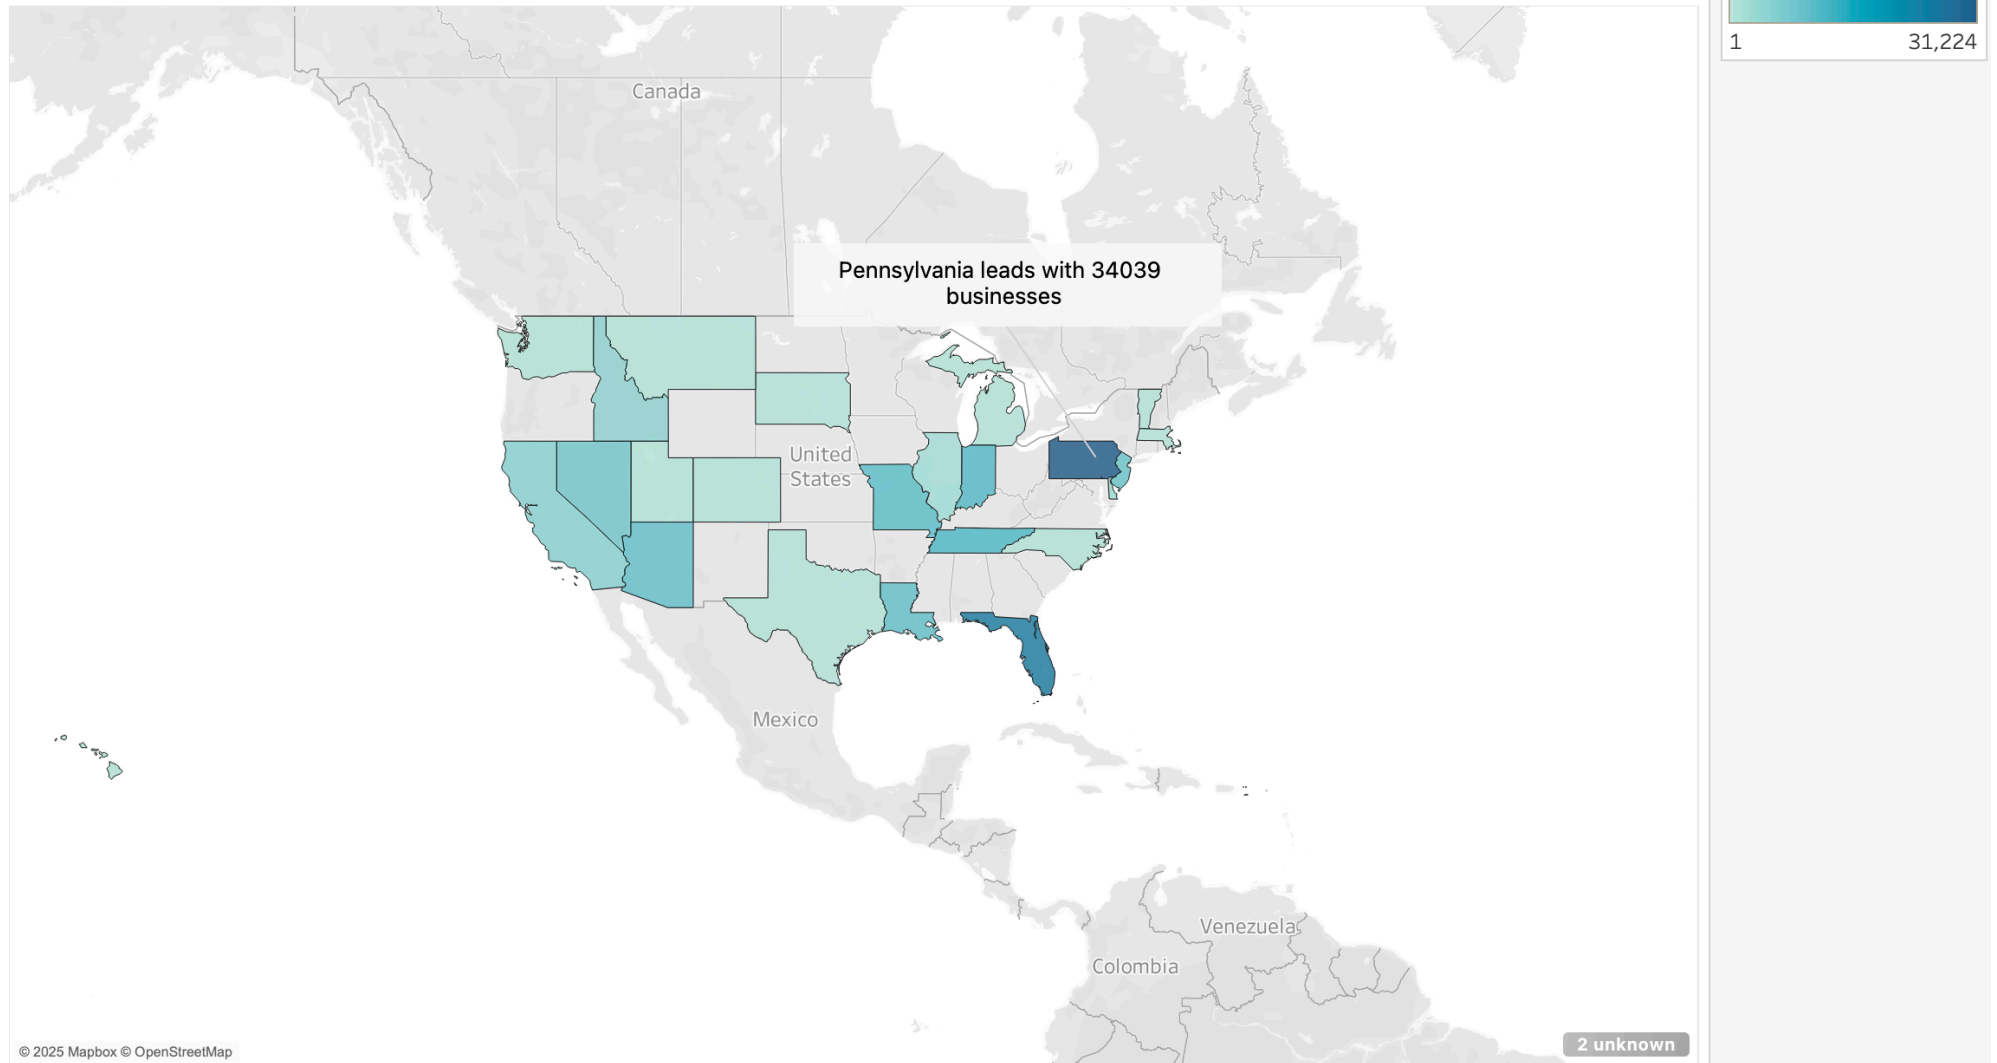 1 31,224
Canada
Pennsylvania leads with 34039
businesses
United
States
Mexico
Venezuela
Colombia
© 2025 Mapbox © OpenStreetMap
2 unknown